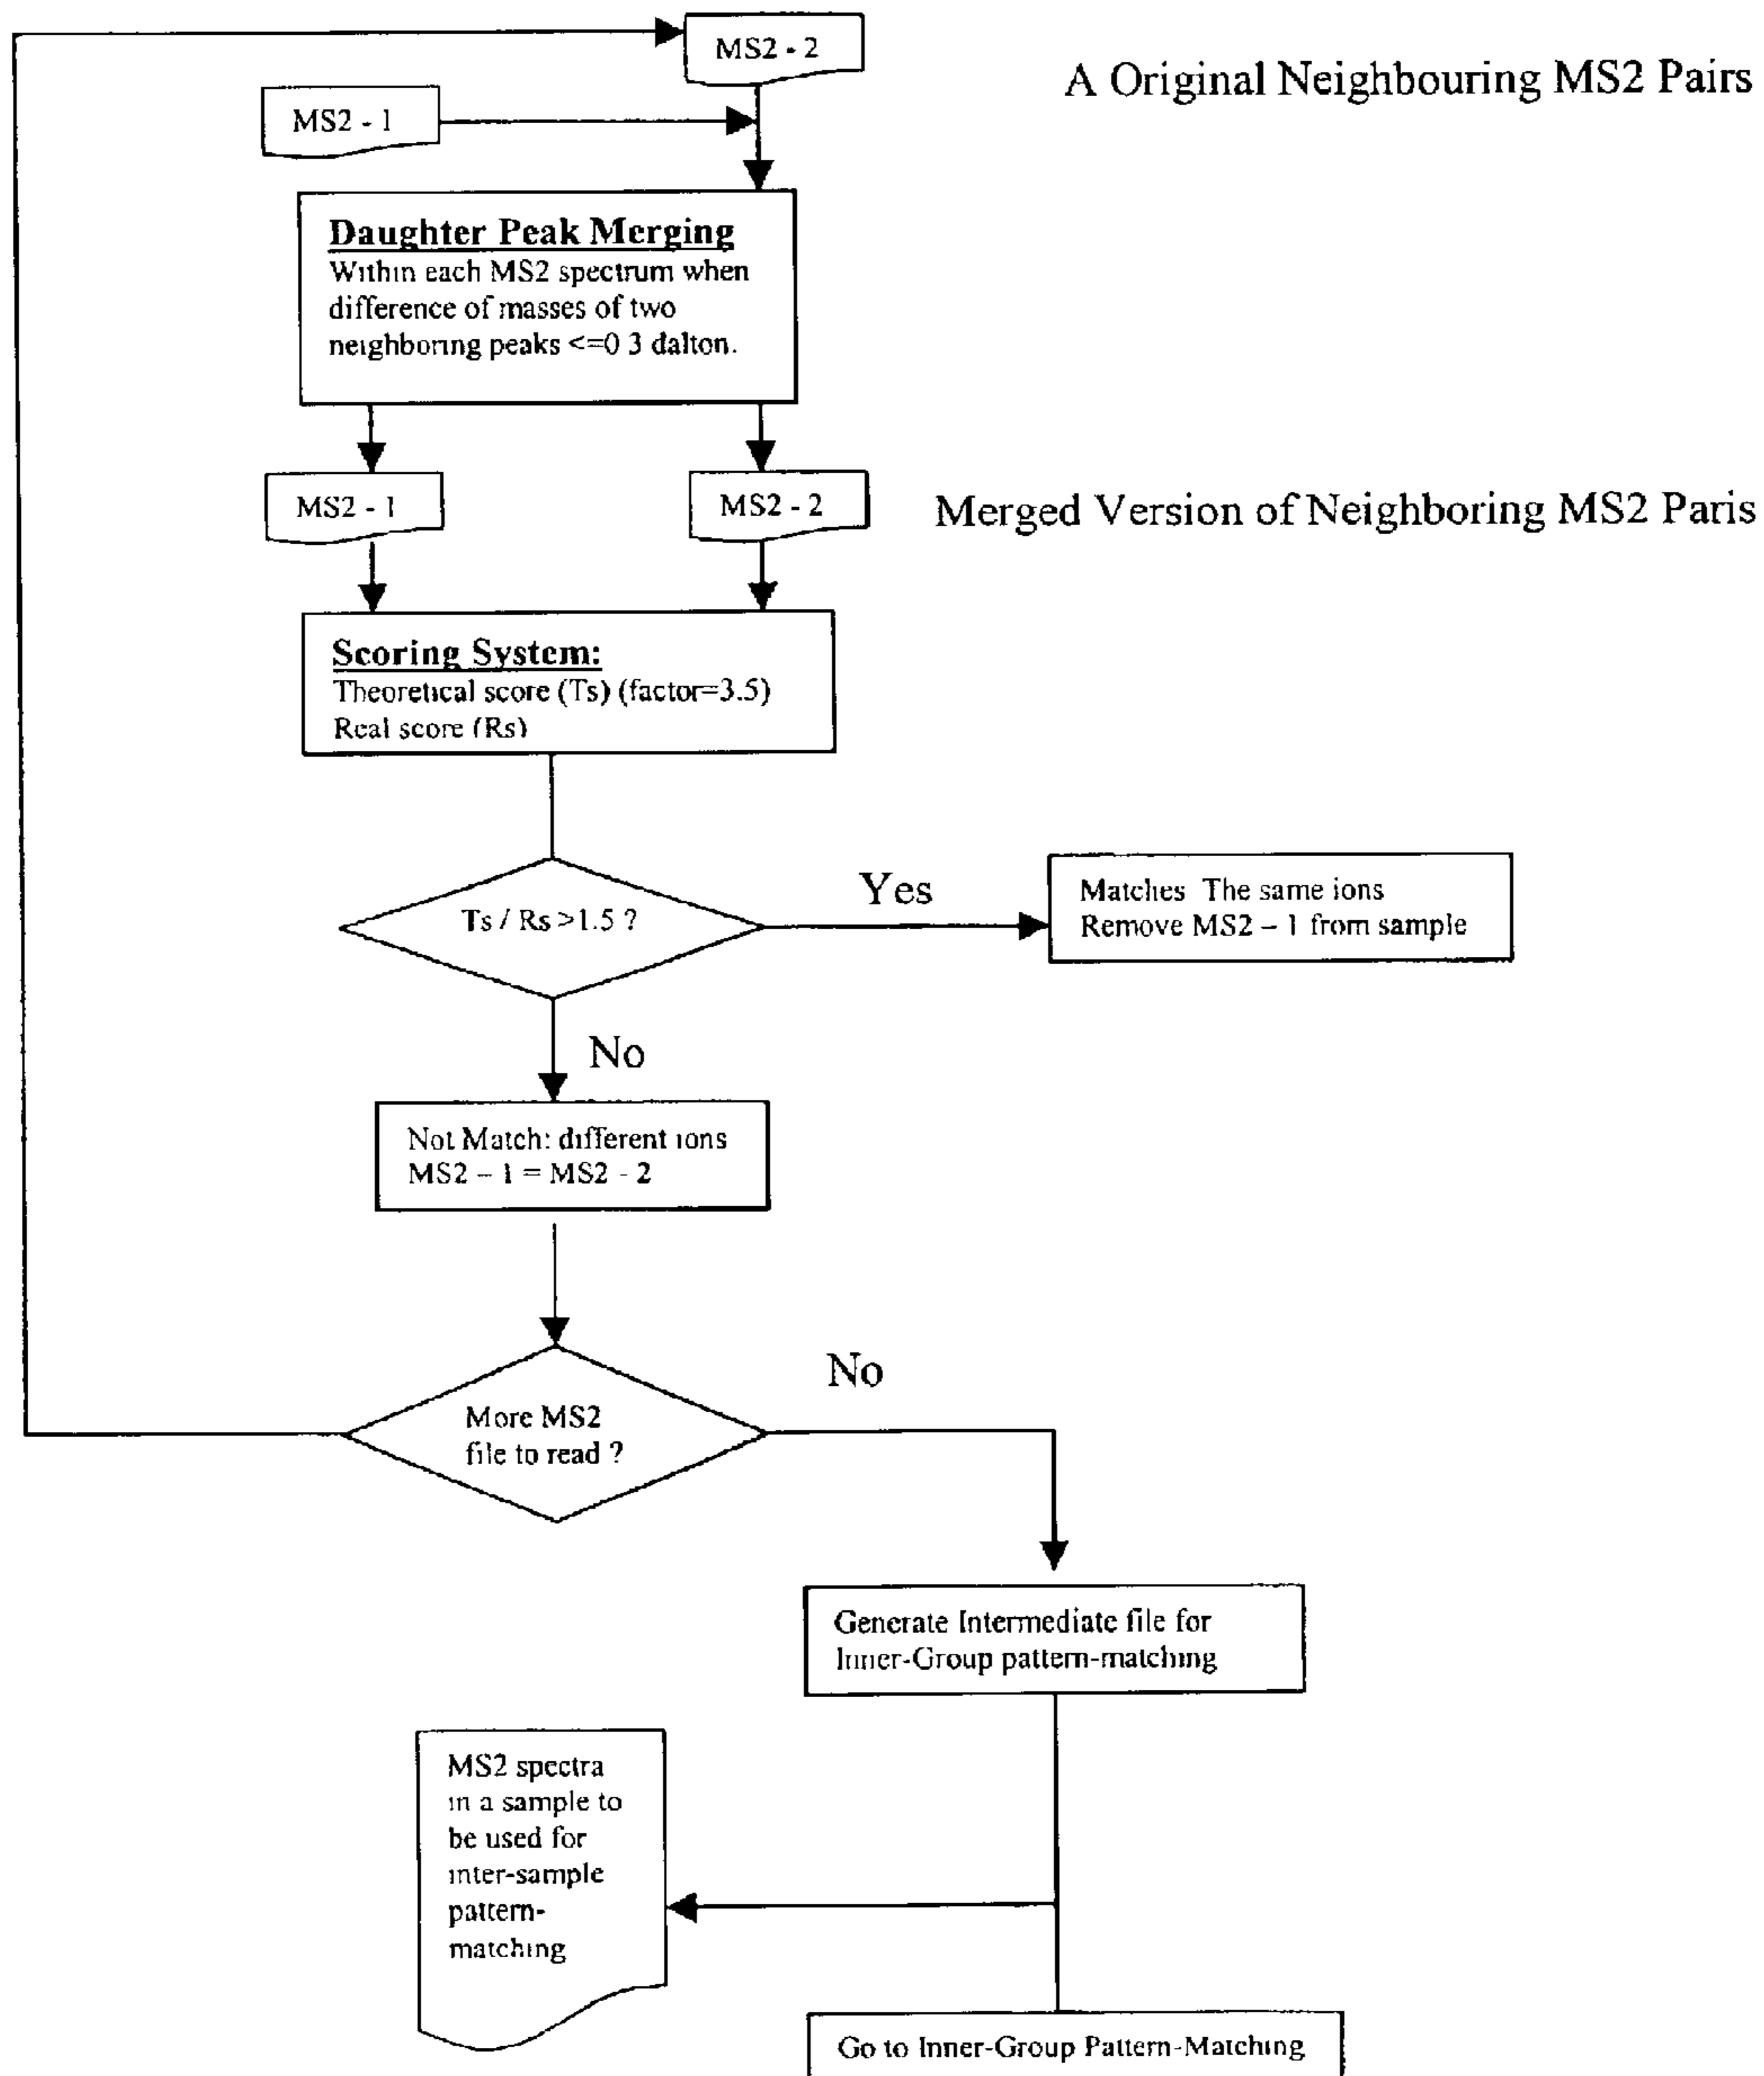 MS2 - 2
A Original Neighbouring MS2 Pairs
MS2 - 1
Daughter Peak Merging
Within each MS2 spectrum when
difference of masses of two
neighboring peaks <=0 3 dalton.
MS2 - 1
MS2 - 2
Merged Version of Neighboring MS2 Paris
Scoring System:
Theoretical score (Ts) (factor=3.5)
Real score (Rs)
Ts / Rs >1.5 ?
Yes
Matches The same ions
Remove MS2 – 1 from sample
No
Not Match: different ions
MS2 – 1 = MS2 - 2
More MS2
file to read ?
No
Generate Intermediate file for
Inner-Group pattern-matching
MS2 spectra
in a sample to
be used for
inter-sample
pattern-
matching
Go to Inner-Group Pattern-Matching